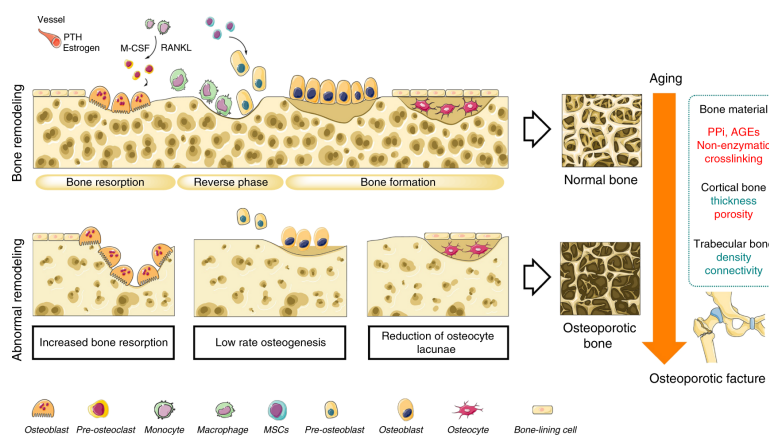 Vessel
PTH
Estrogen
M-CSF
RANKL
Bone remodeling
Bone resorption
Reverse phase
Bone formation
Normal bone
Aging
Bone material
PPi, AGEs
Non-enzymatic
crosslinking
Cortical bone
thickness
porosity
Trabecular bone
density
connectivity
Abnormal remodeling
Increased bone resorption
Low rate osteogenesis
Reduction of osteocyte
lacunae
Osteoporotic
bone
Osteoporotic facture
Osteoblast
Pre-osteoclast
Monocyte
Macrophage
MSCs
Pre-osteoblast
Osteoblast
Osteocyte
Bone-lining cell